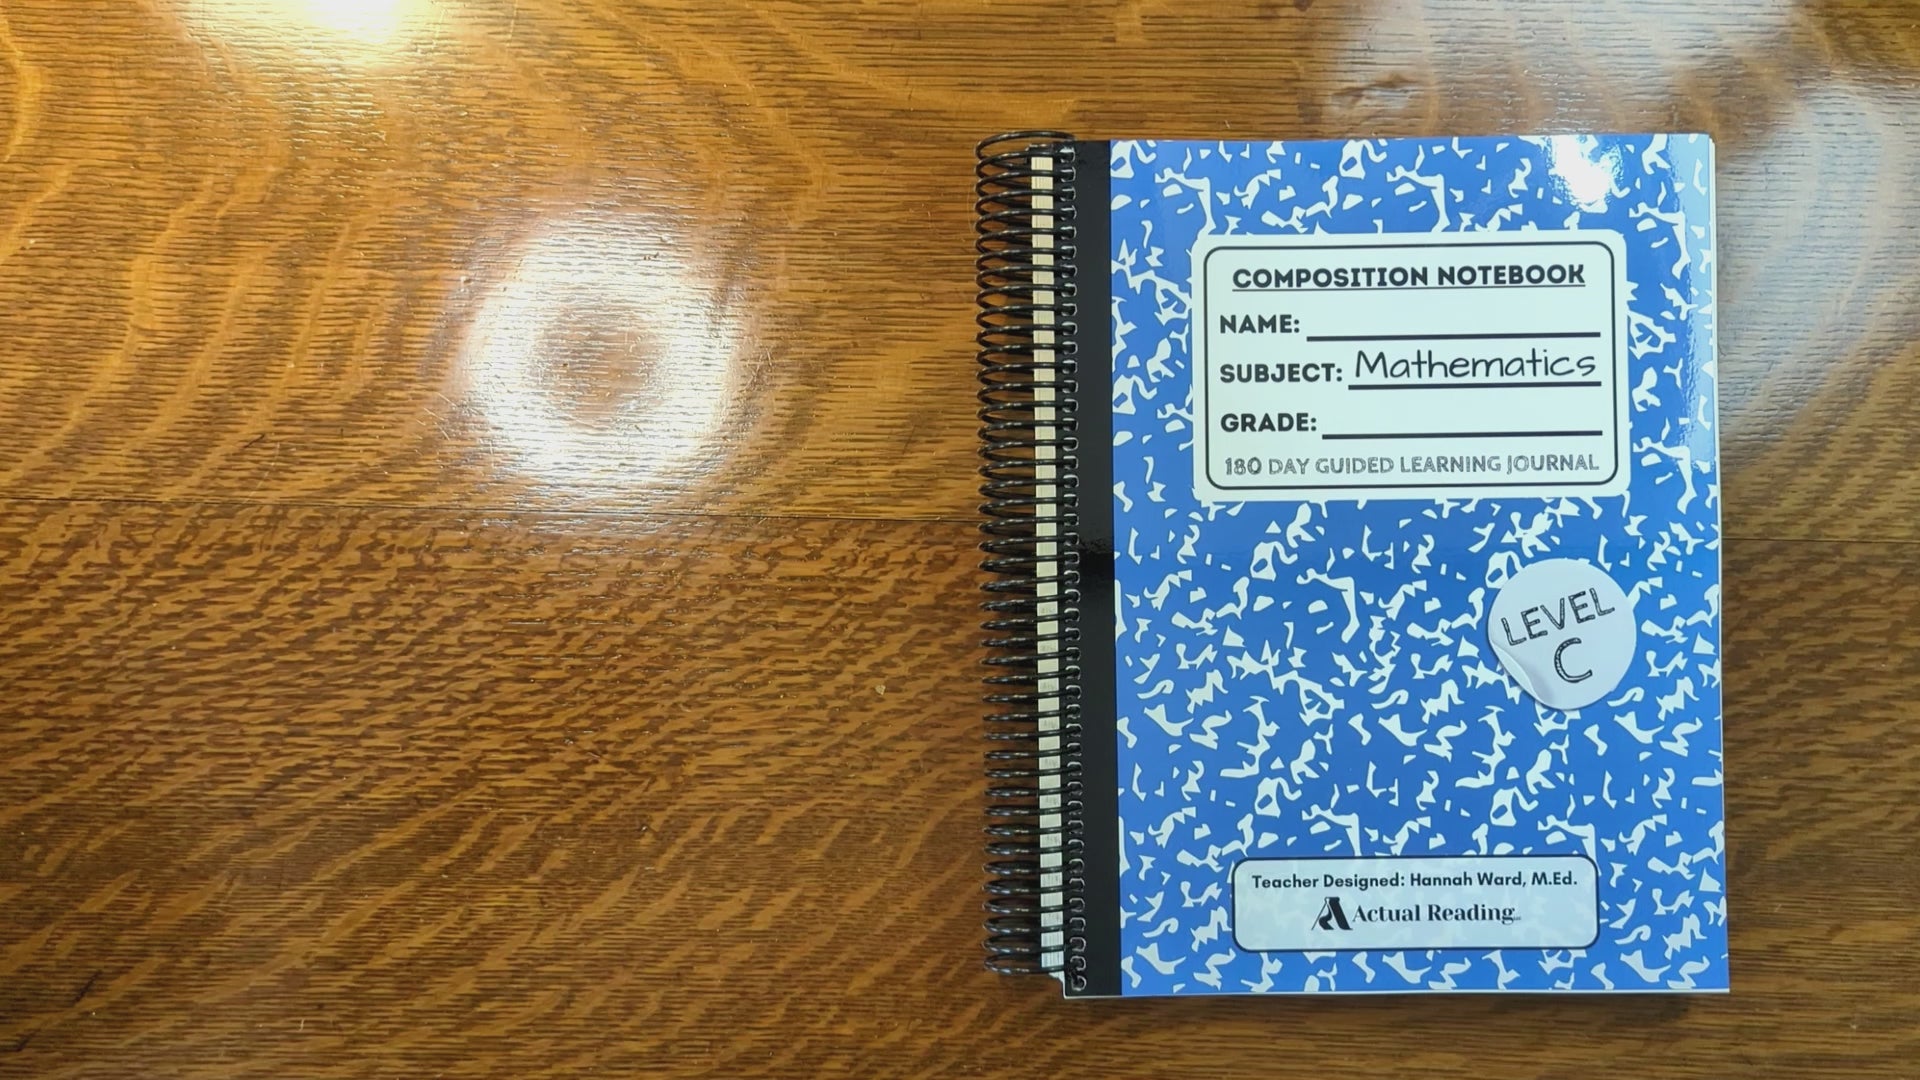 COMPOSITION NOTEBOOK
NAME:
SUBJECT: Mathematics
GRADE:
180 DAY GUIDED LEARNING JOURNAL
LEVEL
C
Teacher Designed: Hannah Ward, M.Ed.
Actual Reading